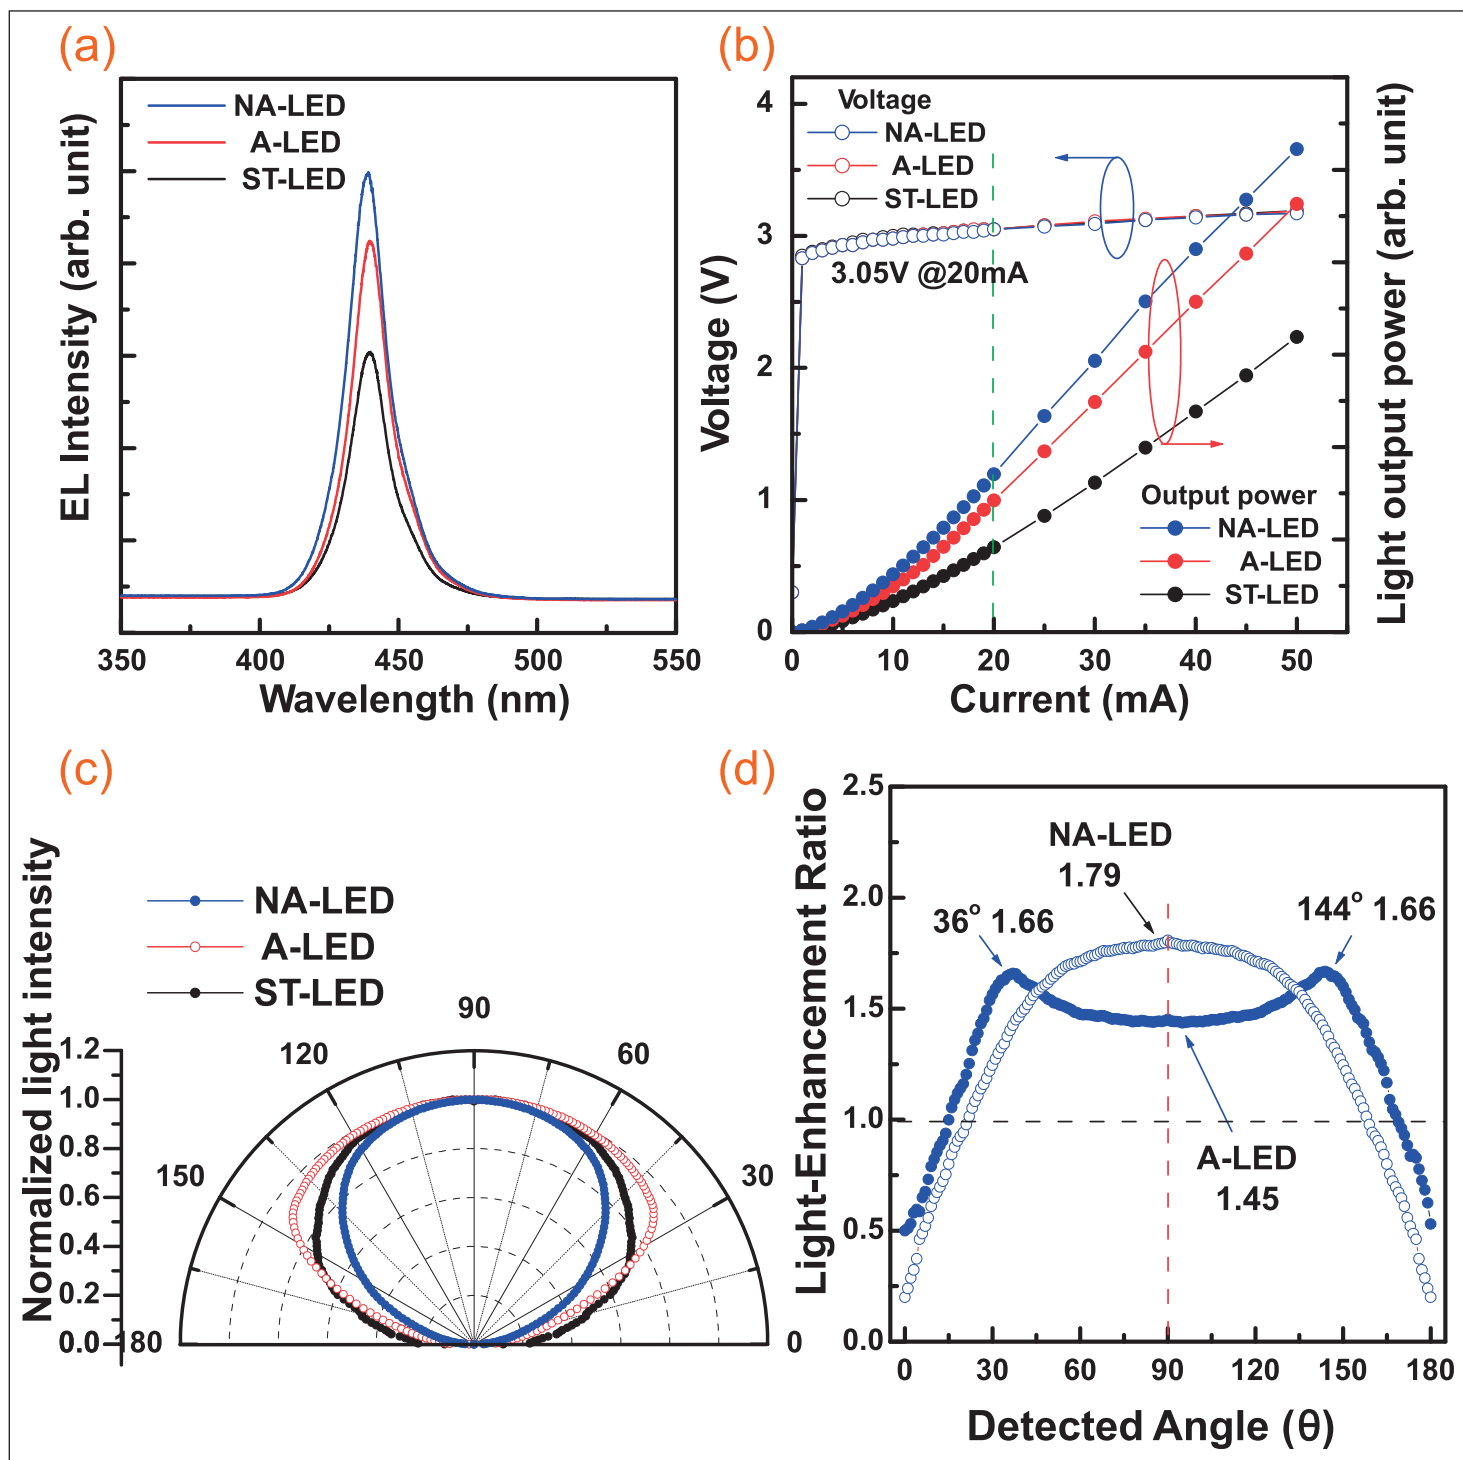 (a)
NA-LED
A-LED
ST-LED
EL Intensity (arb. unit)
350 400 450 500 550
Wavelength (nm)
(b)
Voltage
NA-LED
A-LED
ST-LED
3.05V @20mA
Output power
NA-LED
A-LED
ST-LED
4
3
2
1
0
Voltage (V)
Light output power (arb. unit)
0 10 20 30 40 50
Current (mA)
(c)
NA-LED
A-LED
ST-LED
Normalized light intensity
1.2
1.0
0.8
0.6
0.4
0.2
0.0
180
150
120
90
60
30
0
(d)
Light-Enhancement Ratio
2.5
2.0
1.5
1.0
0.5
0.0
NA-LED
1.79
36° 1.66
144° 1.66
A-LED
1.45
0 30 60 90 120 150 180
Detected Angle (θ)